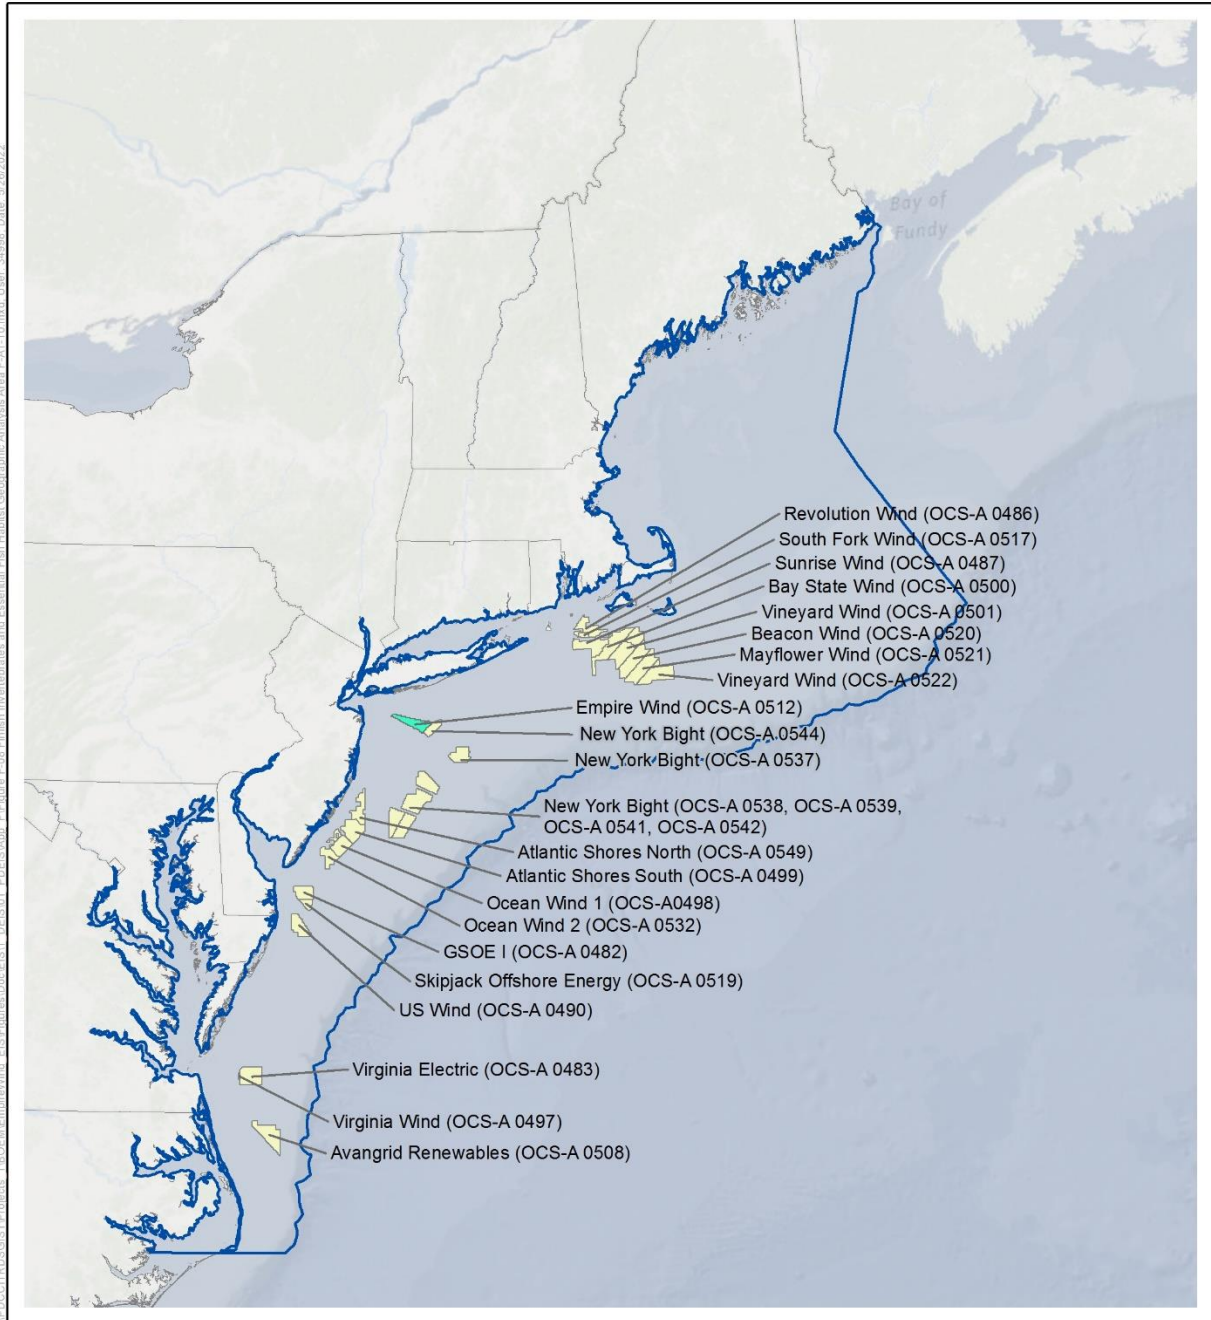 Bay of
Fundy
Revolution Wind (OCS-A 0486)
South Fork Wind (OCS-A 0517)
Sunrise Wind (OCS-A 0487)
Bay State Wind (OCS-A 0500)
Vineyard Wind (OCS-A 0501)
Beacon Wind (OCS-A 0520)
Mayflower Wind (OCS-A 0521)
Vineyard Wind (OCS-A 0522)
Empire Wind (OCS-A 0512)
New York Bight (OCS-A 0544)
New York Bight (OCS-A 0537)
New York Bight (OCS-A 0538, OCS-A 0539,
OCS-A 0541, OCS-A 0542)
Atlantic Shores North (OCS-A 0549)
Atlantic Shores South (OCS-A 0499)
Ocean Wind 1 (OCS-A0498)
Ocean Wind 2 (OCS-A 0532)
GSOE I (OCS-A 0482)
Skipjack Offshore Energy (OCS-A 0519)
US Wind (OCS-A 0490)
Virginia Electric (OCS-A 0483)
Virginia Wind (OCS-A 0497)
Avangrid Renewables (OCS-A 0508)